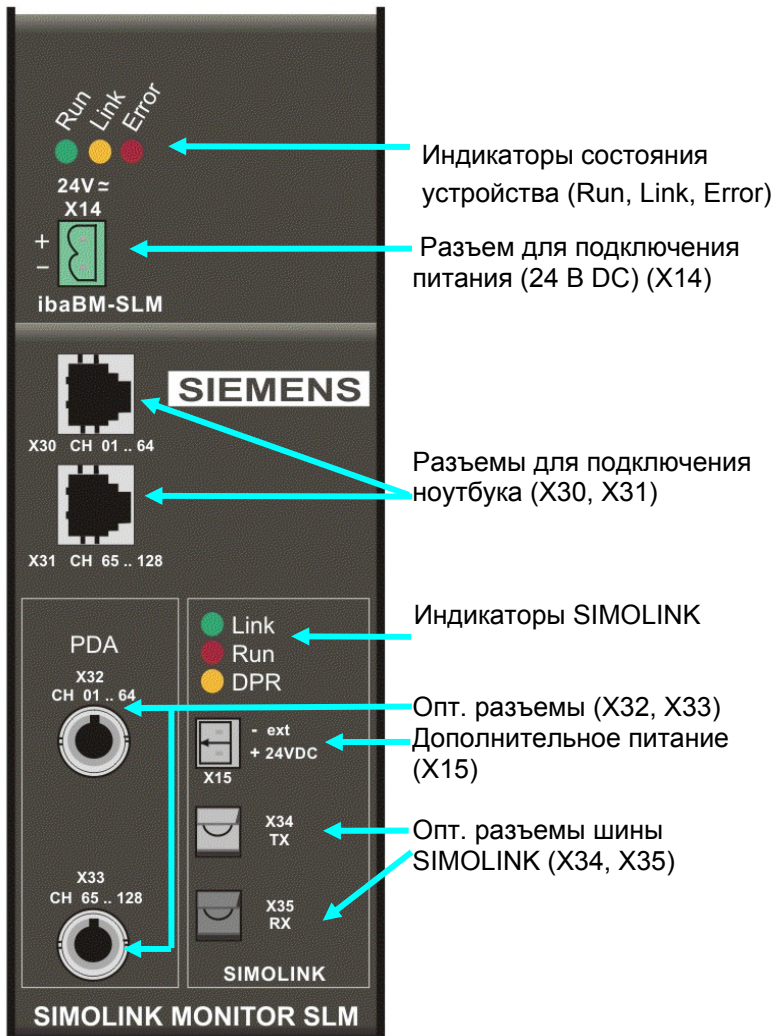 Run Link Error
24V ≂
X14
+
−
ibaBM-SLM
SIEMENS
X30 CH 01 .. 64
X31 CH 65 .. 128
PDA
X32
CH 01 .. 64
X33
CH 65 .. 128
Link
Run
DPR
- ext
+ 24VDC
X15
X34
TX
X35
RX
SIMOLINK
SIMOLINK MONITOR SLM
Индикаторы состояния
устройства (Run, Link, Error)
Разъем для подключения
питания (24 В DC) (X14)
Разъемы для подключения
ноутбука (X30, X31)
Индикаторы SIMOLINK
Опт. разъемы (X32, X33)
Дополнительное питание
(X15)
Опт. разъемы шины
SIMOLINK (X34, X35)